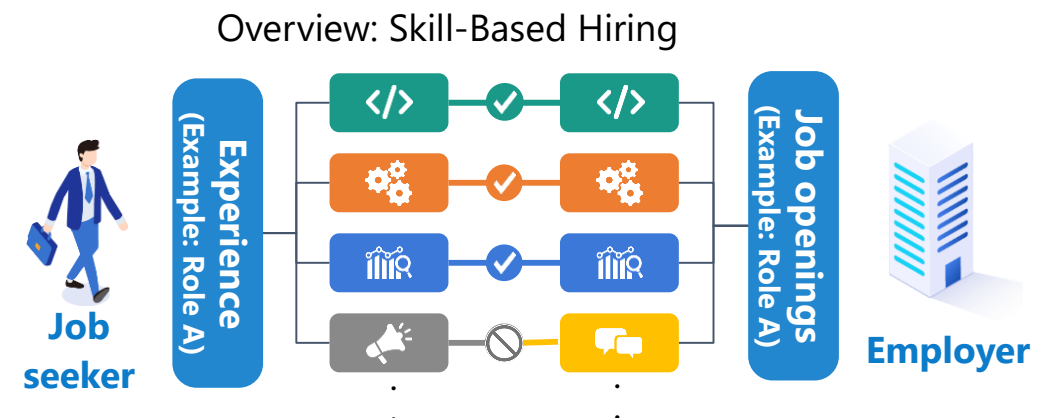 Overview: Skill-Based Hiring
Job
seeker
Experience
(Example: Role A)
Job openings
(Example: Role A)
Employer